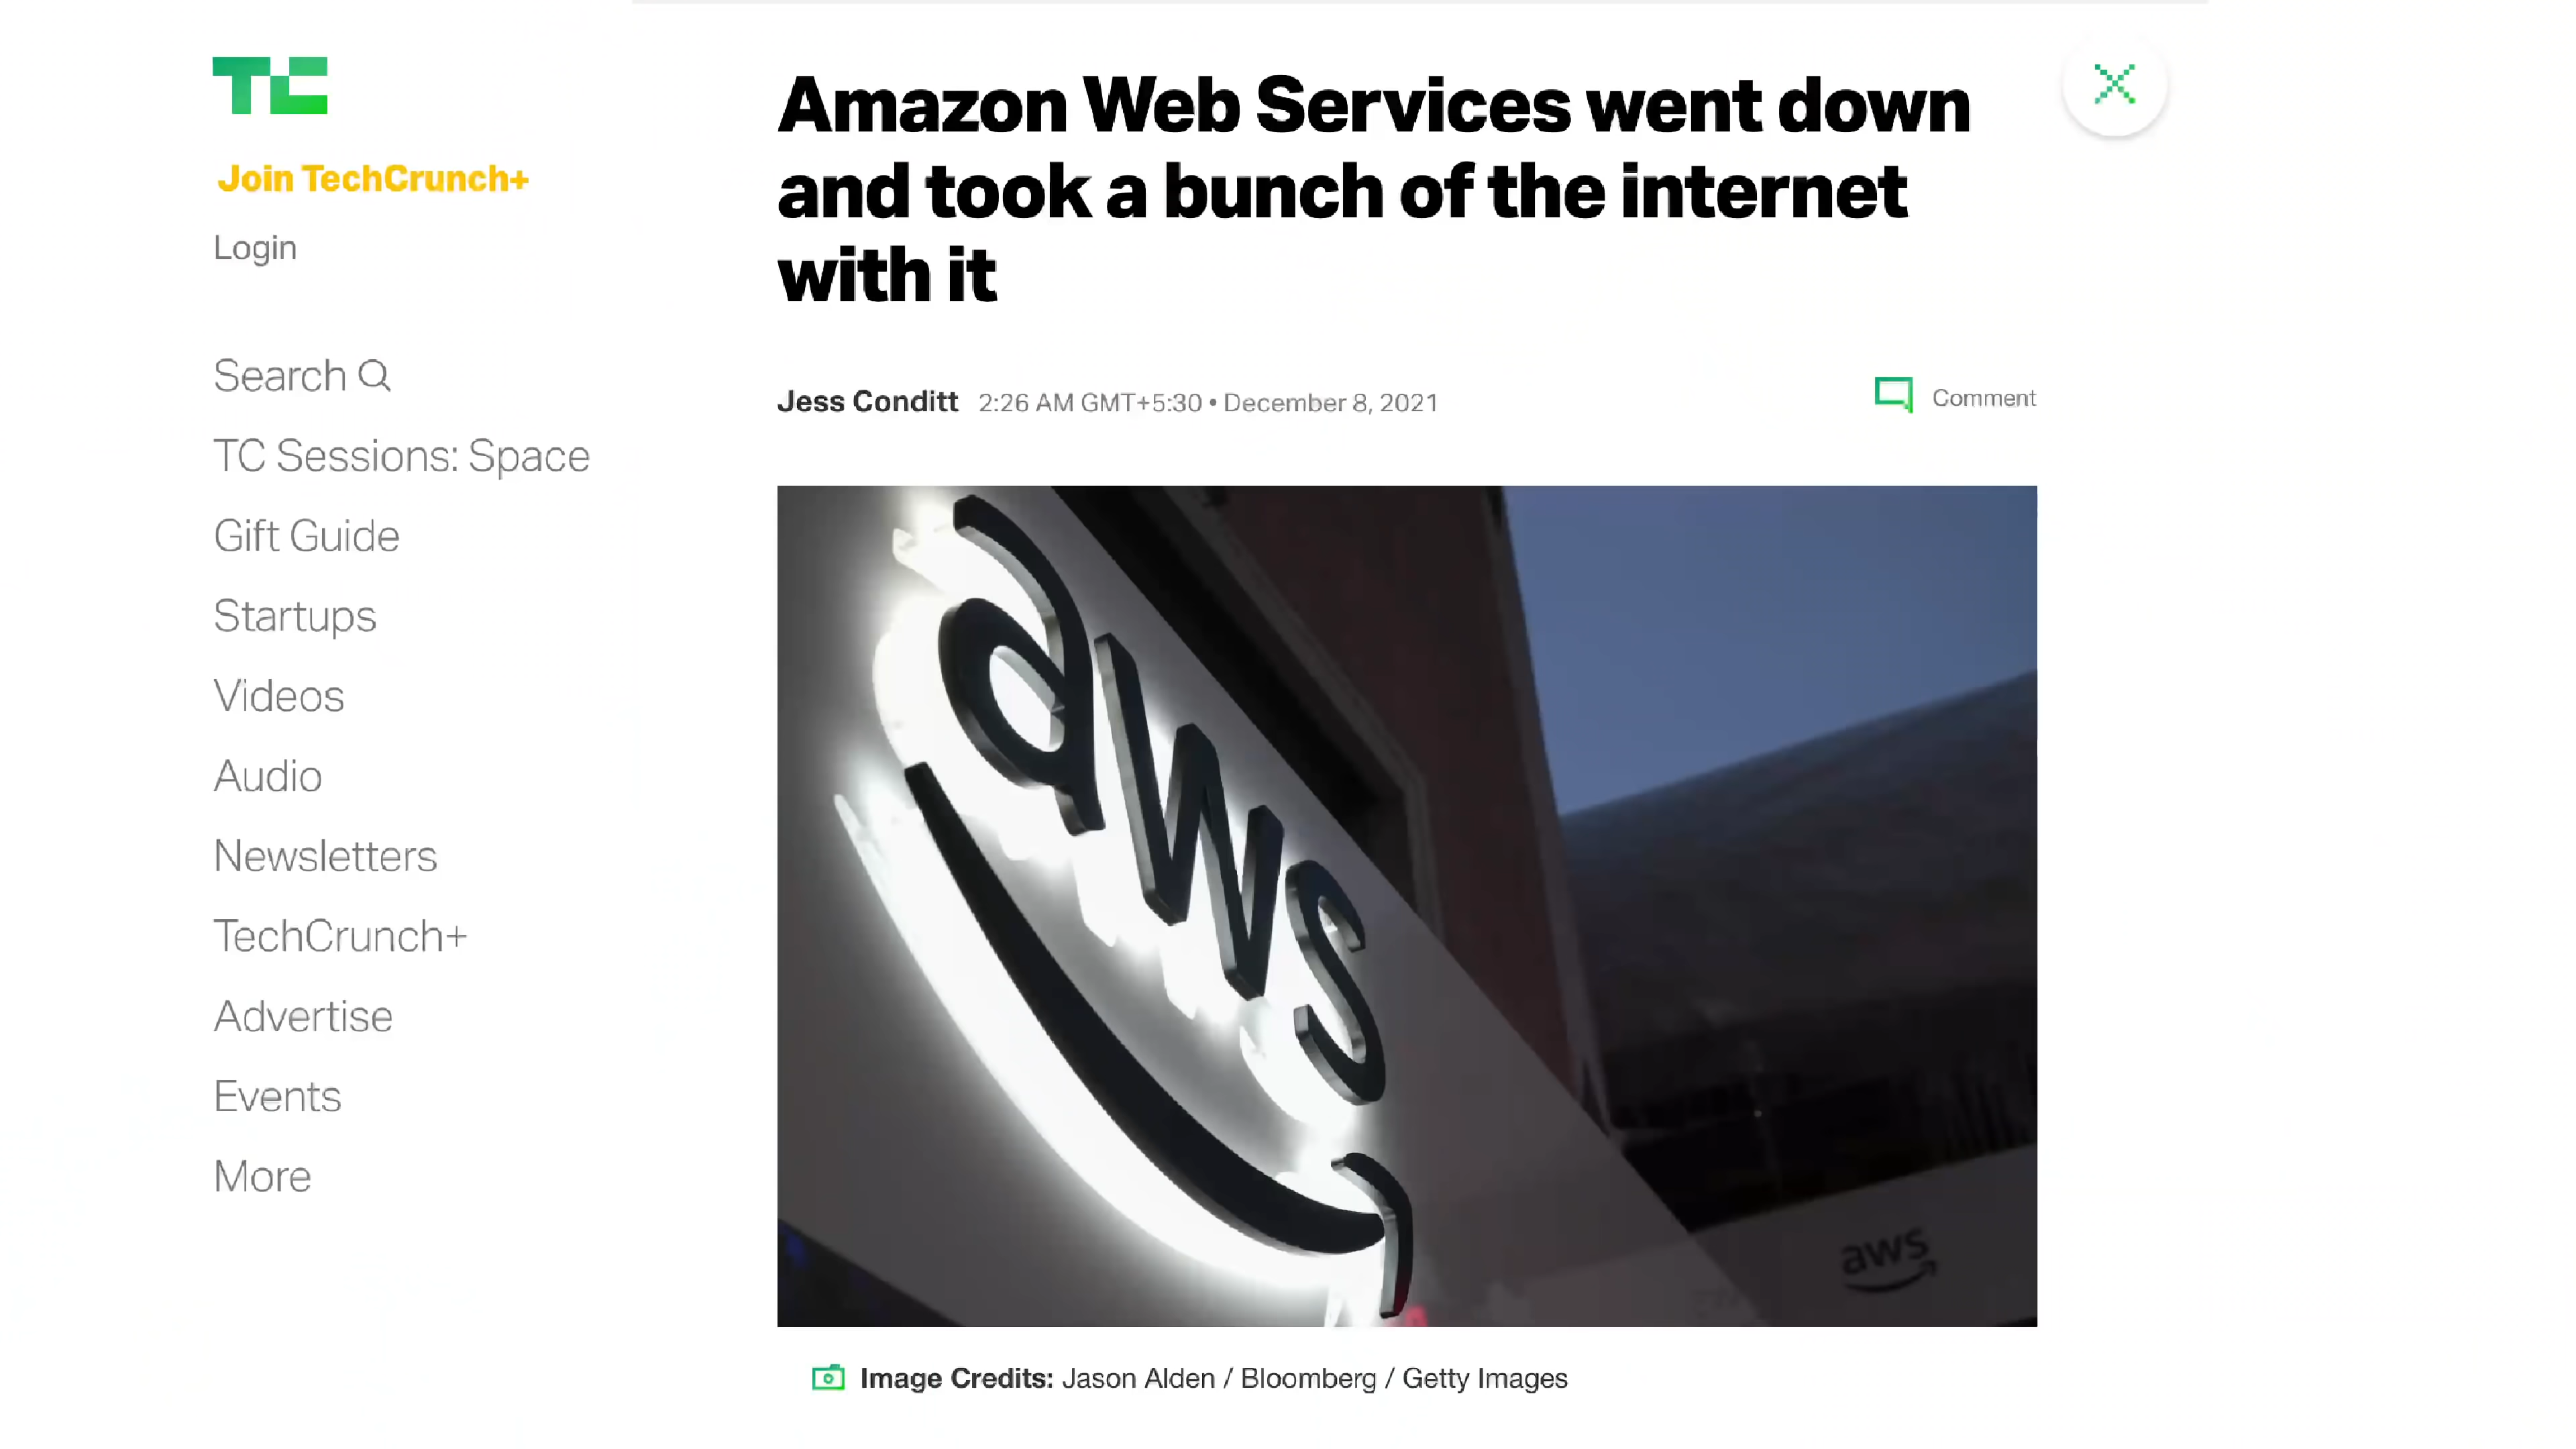 TC
Join TechCrunch+
Login
Search
TC Sessions: Space
Gift Guide
Startups
Videos
Audio
Newsletters
TechCrunch+
Advertise
Events
More
Amazon Web Services went down
and took a bunch of the internet
with it
Jess Conditt 2:26 AM GMT+5:30 • December 8, 2021
Comment
aws
aws
Image Credits: Jason Alden / Bloomberg / Getty Images